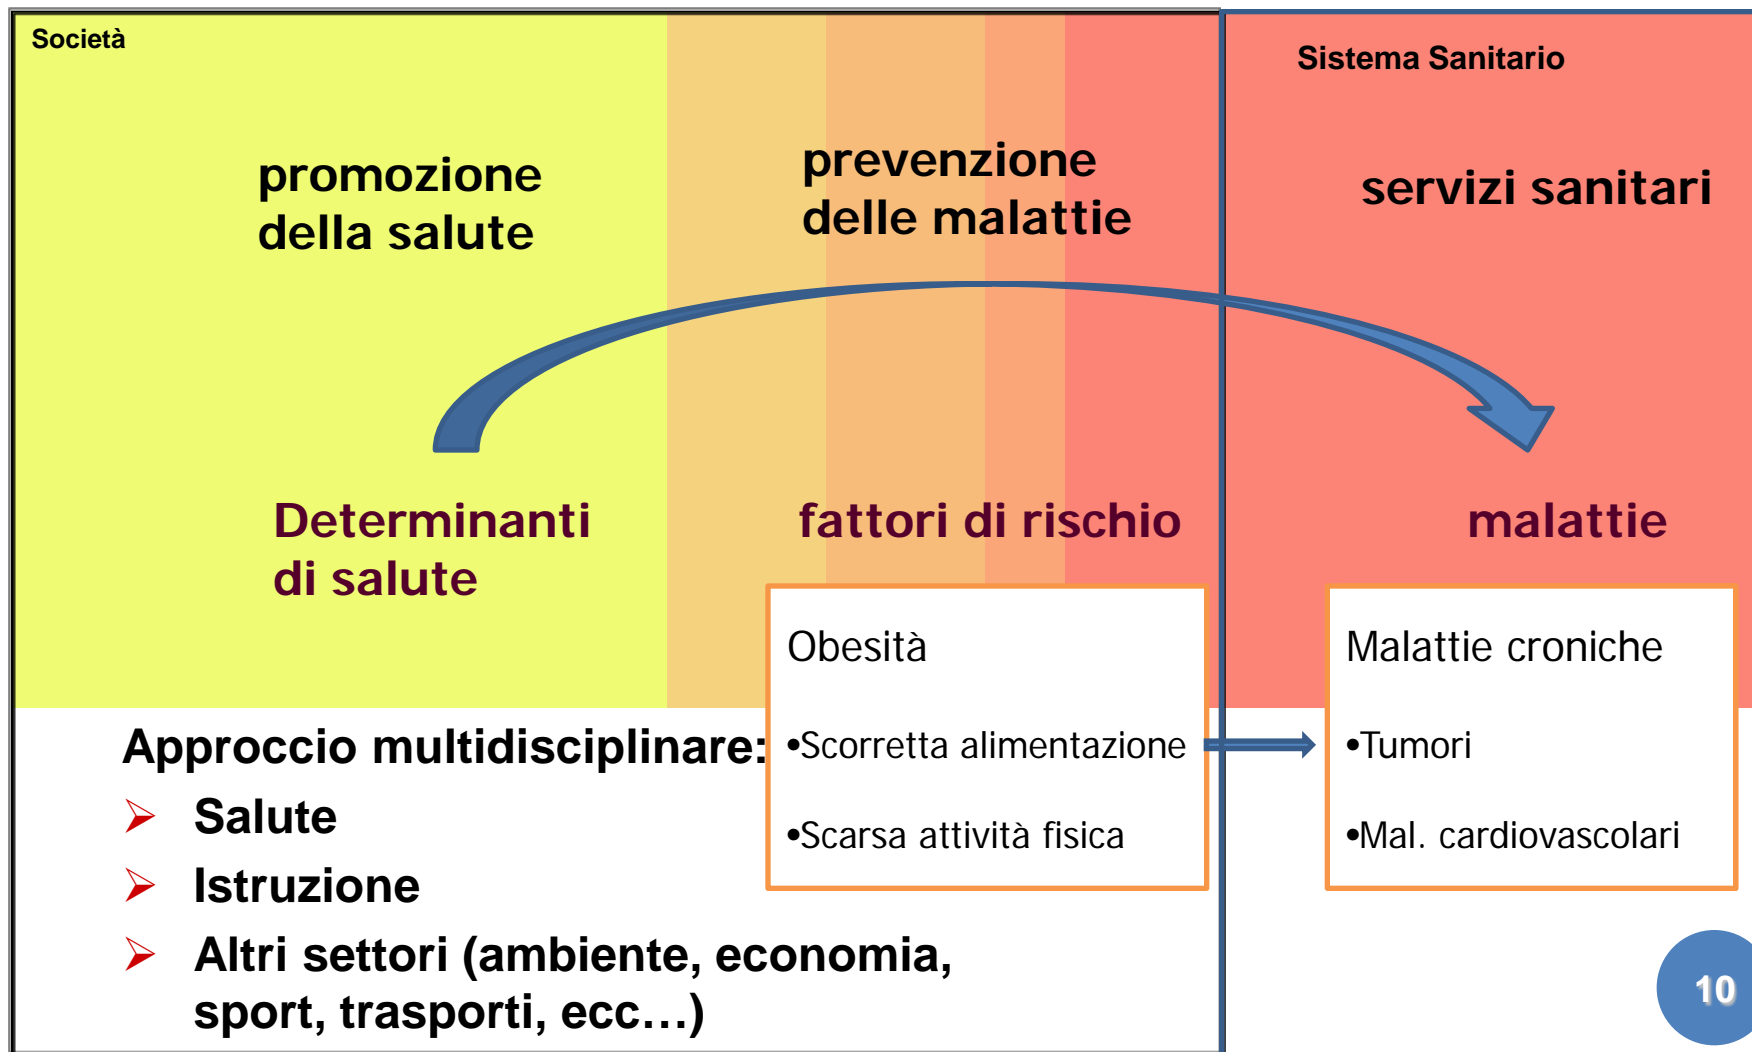 Società
Sistema Sanitario
promozione
della salute
prevenzione
delle malattie
servizi sanitari
Determinanti
di salute
fattori di rischio
malattie
Obesità
•Scorretta alimentazione
•Scarsa attività fisica
Malattie croniche
•Tumori
•Mal. cardiovascolari
Approccio multidisciplinare:
➢ Salute
➢ Istruzione
➢ Altri settori (ambiente, economia,
sport, trasporti, ecc…)
10